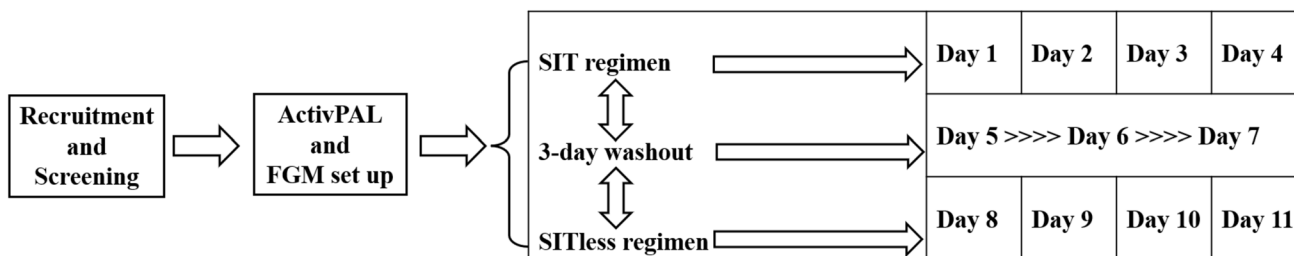 Recruitment
and
Screening
ActivPAL
and
FGM set up
SIT regimen
3-day washout
SITless regimen
Day 1 Day 2 Day 3 Day 4
Day 5 >>>> Day 6 >>>> Day 7
Day 8 Day 9 Day 10 Day 11